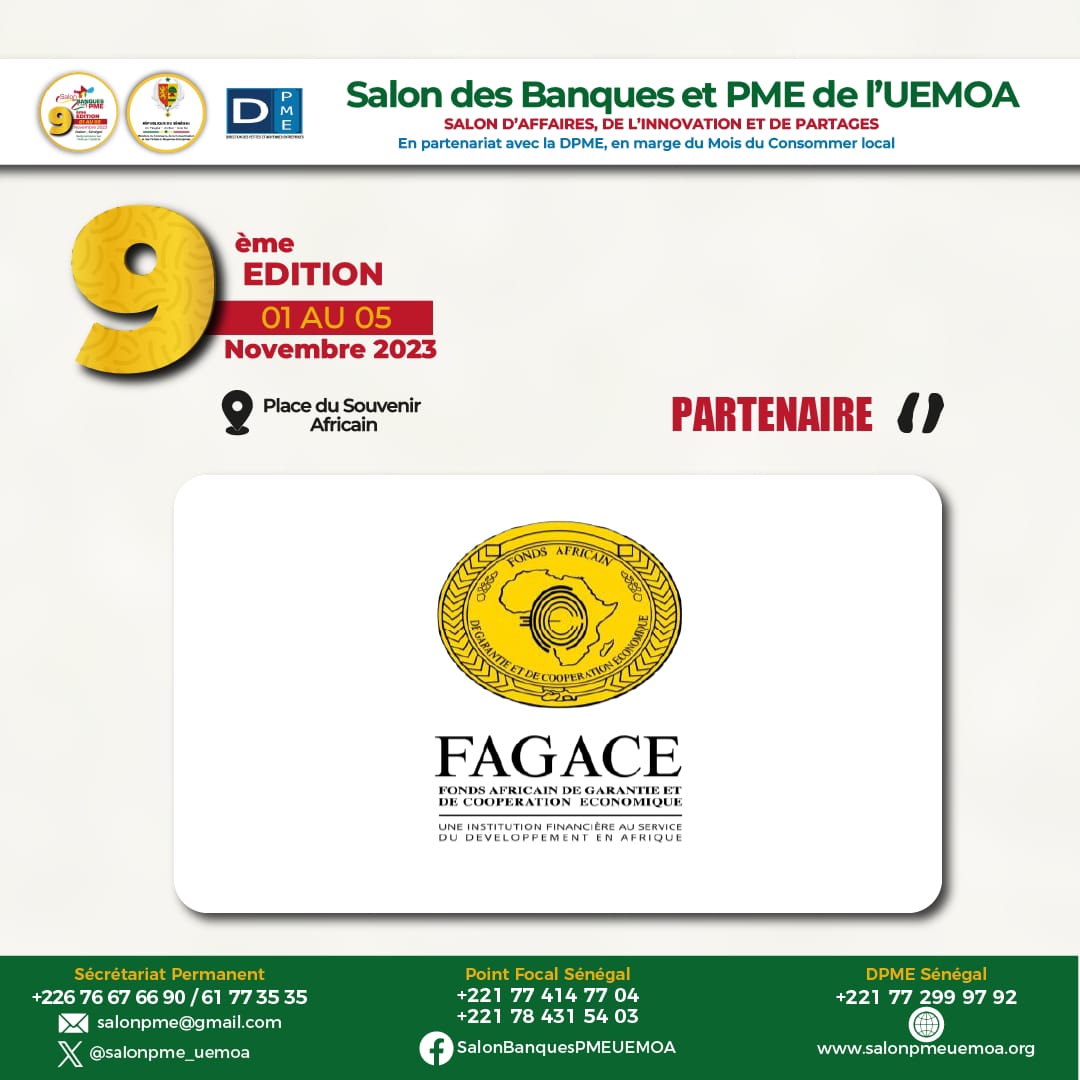 Salon
BANQUES
PME
9
EDITION
01 AU 05
Novembre 2023
RÉPUBLIQUE DU SÉNÉGAL
D
P
M
E
Salon des Banques et PME de l'UEMOA
SALON D'AFFAIRES, DE L'INNOVATION ET DE PARTAGES
En partenariat avec la DPME, en marge du Mois du Consommer local
9 ème
EDITION
01 AU 05
Novembre 2023
Place du Souvenir
Africain
PARTENAIRE
FONDS AFRICAIN
DE GARANTIE ET DE COOPERATION ECONOMIQUE
FAGACE
FONDS AFRICAIN DE GARANTIE ET
DE COOPERATION ECONOMIQUE
UNE INSTITUTION FINANCIÈRE AU SERVICE
DU DEVELOPPEMENT EN AFRIQUE
Sécrétariat Permanent
+226 76 67 66 90 / 61 77 35 35
salonpme@gmail.com
@salonpme_uemoa
Point Focal Sénégal
+221 77 414 77 04
+221 78 431 54 03
SalonBanquesPMEUEMOA
DPME Sénégal
+221 77 299 97 92
www.salonpmeuemoa.org